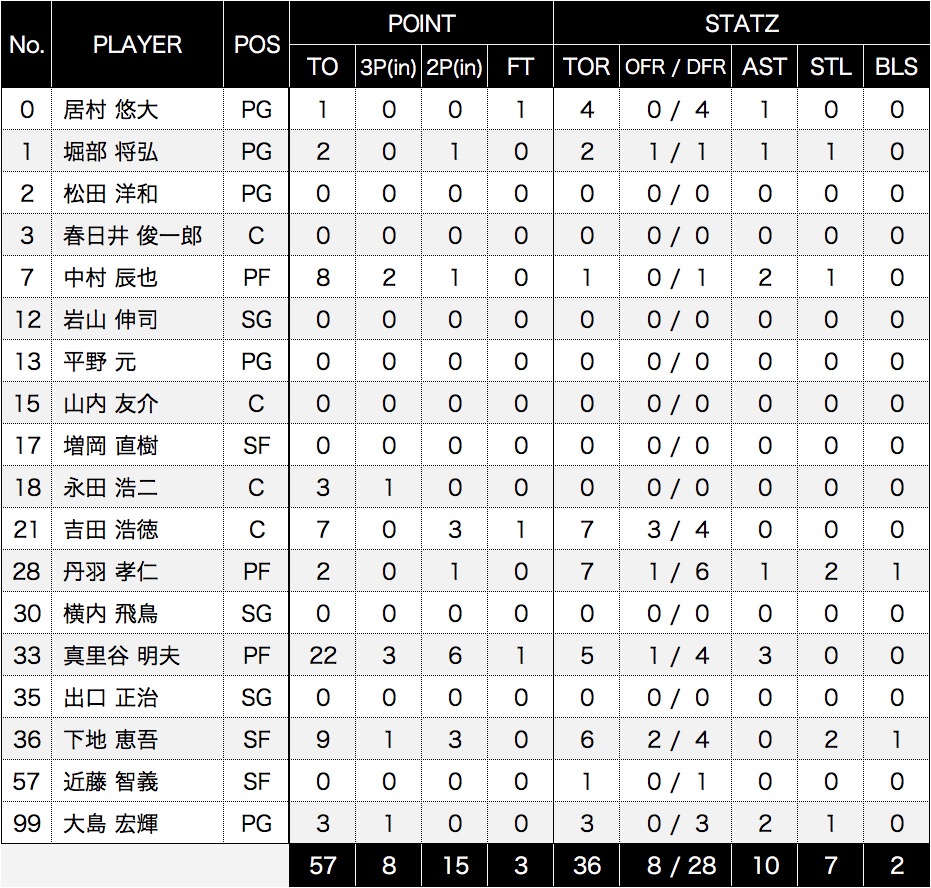 No. PLAYER POS POINT STATZ
TO 3P(in) 2P(in) FT TOR OFR / DFR AST STL BLS
0 居村 悠大 PG 1 0 0 1 4 0 / 4 1 0 0
1 堀部 将弘 PG 2 0 1 0 2 1 / 1 1 1 0
2 松田 洋和 PG 0 0 0 0 0 0 / 0 0 0 0
3 春日井 俊一郎 C 0 0 0 0 0 0 / 0 0 0 0
7 中村 辰也 PF 8 2 1 0 1 0 / 1 2 1 0
12 岩山 伸司 SG 0 0 0 0 0 0 / 0 0 0 0
13 平野 元 PG 0 0 0 0 0 0 / 0 0 0 0
15 山内 友介 C 0 0 0 0 0 0 / 0 0 0 0
17 増岡 直樹 SF 0 0 0 0 0 0 / 0 0 0 0
18 永田 浩二 C 3 1 0 0 0 0 / 0 0 0 0
21 吉田 浩徳 C 7 0 3 1 7 3 / 4 0 0 0
28 丹羽 孝仁 PF 2 0 1 0 7 1 / 6 1 2 1
30 横内 飛鳥 SG 0 0 0 0 0 0 / 0 0 0 0
33 真里谷 明夫 PF 22 3 6 1 5 1 / 4 3 0 0
35 出口 正治 SG 0 0 0 0 0 0 / 0 0 0 0
36 下地 恵吾 SF 9 1 3 0 6 2 / 4 0 2 1
57 近藤 智義 SF 0 0 0 0 1 0 / 1 0 0 0
99 大島 宏輝 PG 3 1 0 0 3 0 / 3 2 1 0
57 8 15 3 36 8 / 28 10 7 2